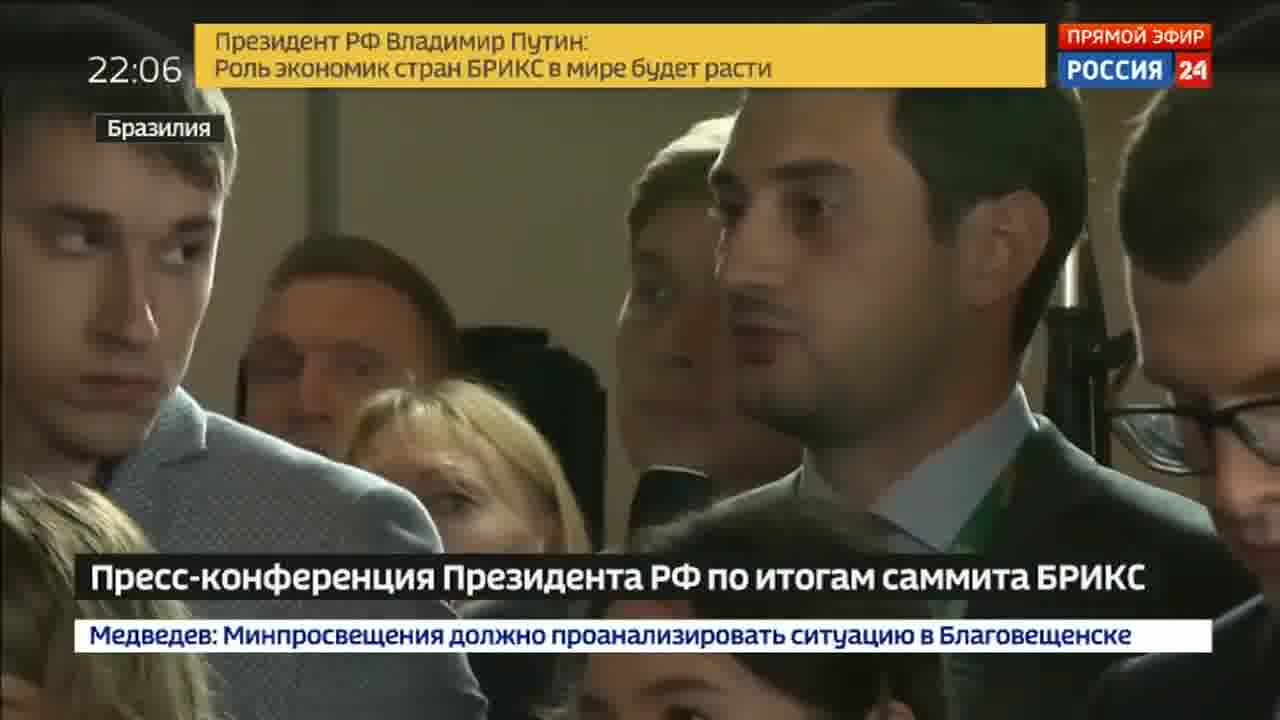 22:06
Президент РФ Владимир Путин:
Роль экономик стран БРИКС в мире будет расти
ПРЯМОЙ ЭФИР
РОССИЯ 24
Бразилия
Пресс-конференция Президента РФ по итогам саммита БРИКС
Медведев: Минпросвещения должно проанализировать ситуацию в Благовещенске